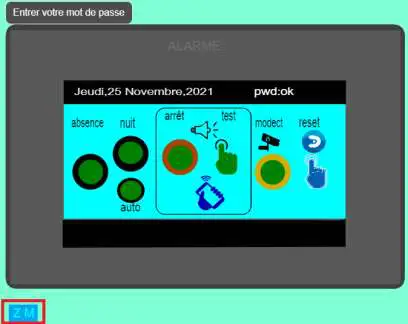 Entrer votre mot de passe
ALARME
Jeudi,25 Novembre,2021 pwd:ok
absence nuit arrêt test modect reset
auto
Z M